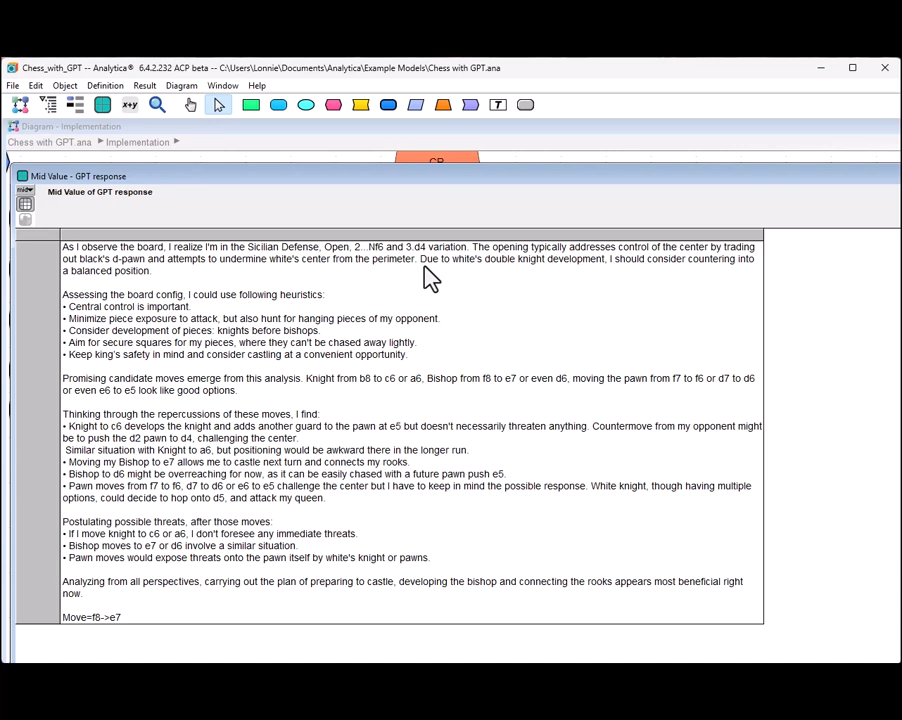 Chess_with_GPT -- Analytica® 6.4.2.232 ACP beta -- C:\Users\Lonnie\Documents\Analytica\Example Models\Chess with GPT.ana
File Edit Object Definition Result Diagram Window Help
x+y
T
Diagram - Implementation
Chess with GPT.ana Implementation
Mid Value - GPT response
mid
Mid Value of GPT response
As I observe the board, I realize I'm in the Sicilian Defense, Open, 2...Nf6 and 3.d4 variation. The opening typically addresses control of the center by trading
out black's d-pawn and attempts to undermine white's center from the perimeter. Due to white's double knight development, I should consider countering into
a balanced position.
Assessing the board config, I could use following heuristics:
• Central control is important.
• Minimize piece exposure to attack, but also hunt for hanging pieces of my opponent.
• Consider development of pieces: knights before bishops.
• Aim for secure squares for my pieces, where they can't be chased away lightly.
• Keep king's safety in mind and consider castling at a convenient opportunity.
Promising candidate moves emerge from this analysis. Knight from b8 to c6 or a6, Bishop from f8 to e7 or even d6, moving the pawn from f7 to f6 or d7 to d6
or even e6 to e5 look like good options.
Thinking through the repercussions of these moves, I find:
• Knight to c6 develops the knight and adds another guard to the pawn at e5 but doesn't necessarily threaten anything. Countermove from my opponent might
be to push the d2 pawn to d4, challenging the center.
Similar situation with Knight to a6, but positioning would be awkward there in the longer run.
• Moving my Bishop to e7 allows me to castle next turn and connects my rooks.
• Bishop to d6 might be overreaching for now, as it can be easily chased with a future pawn push e5.
• Pawn moves from f7 to f6, d7 to d6 or e6 to e5 challenge the center but I have to keep in mind the possible response. White knight, though having multiple
options, could decide to hop onto d5, and attack my queen.
Postulating possible threats, after those moves:
• If I move knight to c6 or a6, I don't foresee any immediate threats.
• Bishop moves to e7 or d6 involve a similar situation.
• Pawn moves would expose threats onto the pawn itself by white's knight or pawns.
Analyzing from all perspectives, carrying out the plan of preparing to castle, developing the bishop and connecting the rooks appears most beneficial right
now.
Move=f8->e7